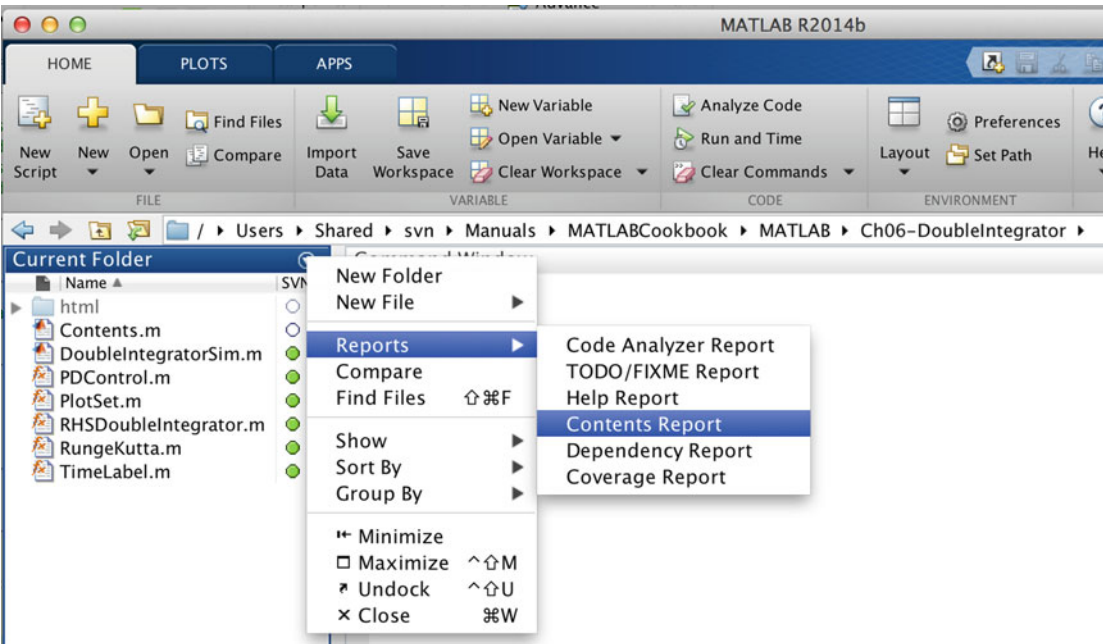 Advance
MATLAB R2014b
HOME PLOTS APPS
New Script
New
Open
Find Files
Compare
FILE
Import Data
Save Workspace
New Variable
Open Variable
Clear Workspace
VARIABLE
Analyze Code
Run and Time
Clear Commands
CODE
Layout
Preferences
Set Path
ENVIRONMENT
/ Users Shared svn Manuals MATLABCookbook MATLAB Ch06-DoubleIntegrator
Current Folder
Name SVN
html
Contents.m
DoubleIntegratorSim.m
PDControl.m
PlotSet.m
RHSDoubleIntegrator.m
RungeKutta.m
TimeLabel.m
Command Window
New Folder
New File
Reports
Compare
Find Files ⇧⌘F
Show
Sort By
Group By
Minimize
Maximize ^⇧M
Undock ^⇧U
Close ⌘W
Code Analyzer Report
TODO/FIXME Report
Help Report
Contents Report
Dependency Report
Coverage Report